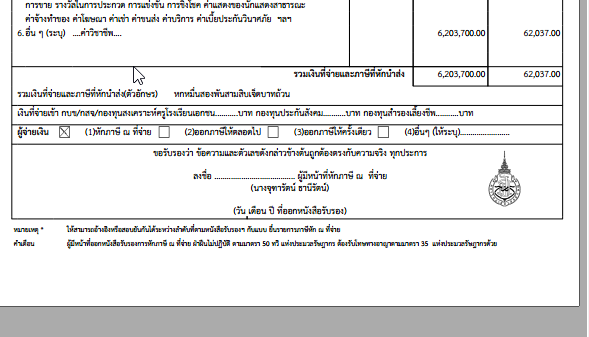 การขาย รางวัลในการประกวด การแข่งขัน การชิงโชค ค่าแสดงของนักแสดงสาธารณะ
ค่าจ้างทำของ ค่าโฆษณา ค่าเช่า ค่าขนส่ง ค่าบริการ ค่าเบี้ยประกันวินาศภัย ฯลฯ
6. อื่น ๆ (ระบุ) ....ค่าวิชาชีพ.... 6,203,700.00 62,037.00
รวมเงินที่จ่ายและภาษีที่หักนำส่ง 6,203,700.00 62,037.00
รวมเงินที่จ่ายและภาษีที่หักนำส่ง(ตัวอักษร) หกหมื่นสองพันสามสิบเจ็ดบาทถ้วน
เงินที่จ่ายเข้า กบข/กสจ/กองทุนสงเคราะห์ครูโรงเรียนเอกชน..........บาท กองทุนประกันสังคม..........บาท กองทุนสำรองเลี้ยงชีพ..........บาท
ผู้จ่ายเงิน (1)หักภาษี ณ ที่จ่าย (2)ออกภาษีให้ตลอดไป (3)ออกภาษีให้ครั้งเดียว (4)อื่นๆ (ให้ระบุ)......................
ขอรับรองว่า ข้อความและตัวเลขดังกล่าวข้างต้นถูกต้องตรงกับความจริง ทุกประการ
ลงชื่อ .................................... ผู้มีหน้าที่หักภาษี ณ ที่จ่าย
(นางจุฑารัตน์ ธานีรัตน์)
(วัน เดือน ปี ที่ออกหนังสือรับรอง)
หมายเหตุ * ให้สามารถอ้างอิงหรือสอบยันกันได้ระหว่างลำดับที่ตามหนังสือรับรองฯ กับแบบ ยื่นรายการภาษีหัก ณ ที่จ่าย
คำเตือน ผู้มีหน้าที่ออกหนังสือรับรองการหักภาษี ณ ที่จ่าย ฝ่าฝืนไม่ปฏิบัติ ตามมาตรา 50 ทวิ แห่งประมวลรัษฎากร ต้องรับโทษทางอาญาตามมาตรา 35 แห่งประมวลรัษฎากรด้วย